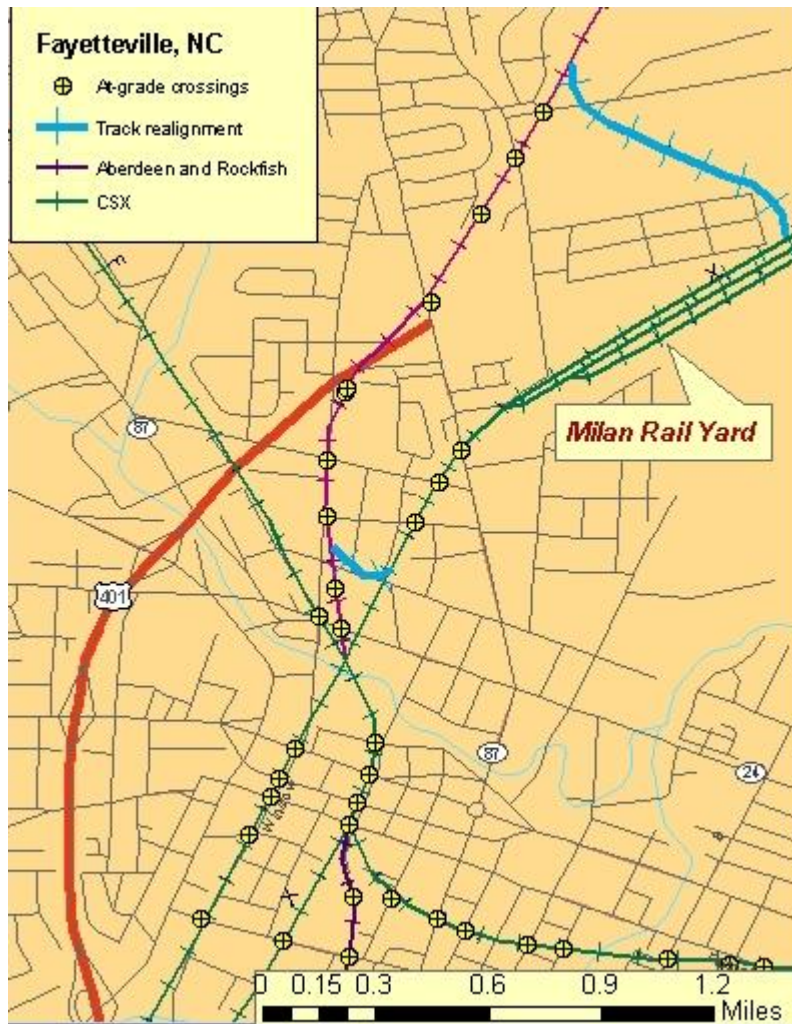 Fayetteville, NC
At-grade crossings
Track realignment
Aberdeen and Rockfish
CSX
87
Milan Rail Yard
401
87
24
Winslow
0 0.15 0.3 0.6 0.9 1.2
Miles